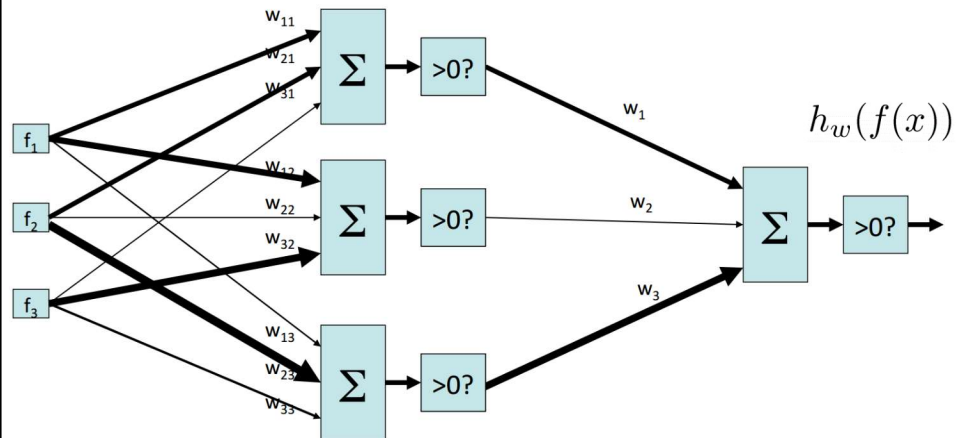 w₁₁
w₂₁
w₃₁
Σ
>0?
f₁
w₁
h_w(f(x))
w₁₂
f₂
w₂₂
Σ
>0?
w₂
Σ
>0?
w₃₂
f₃
w₃
w₁₃
w₂₃
Σ
>0?
w₃₃